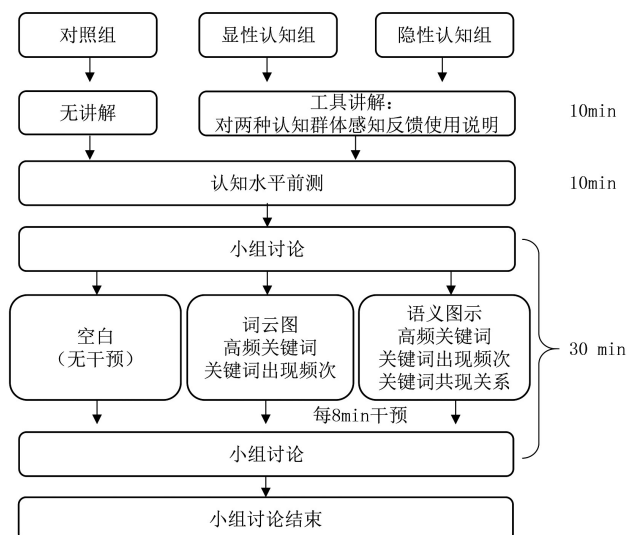 对照组
显性认知组
隐性认知组
无讲解
工具讲解：
对两种认知群体感知反馈使用说明
10min
认知水平前测
10min
小组讨论
空白
（无干预）
词云图
高频关键词
关键词出现频次
语义图示
高频关键词
关键词出现频次
关键词共现关系
30 min
每8min干预
小组讨论
小组讨论结束